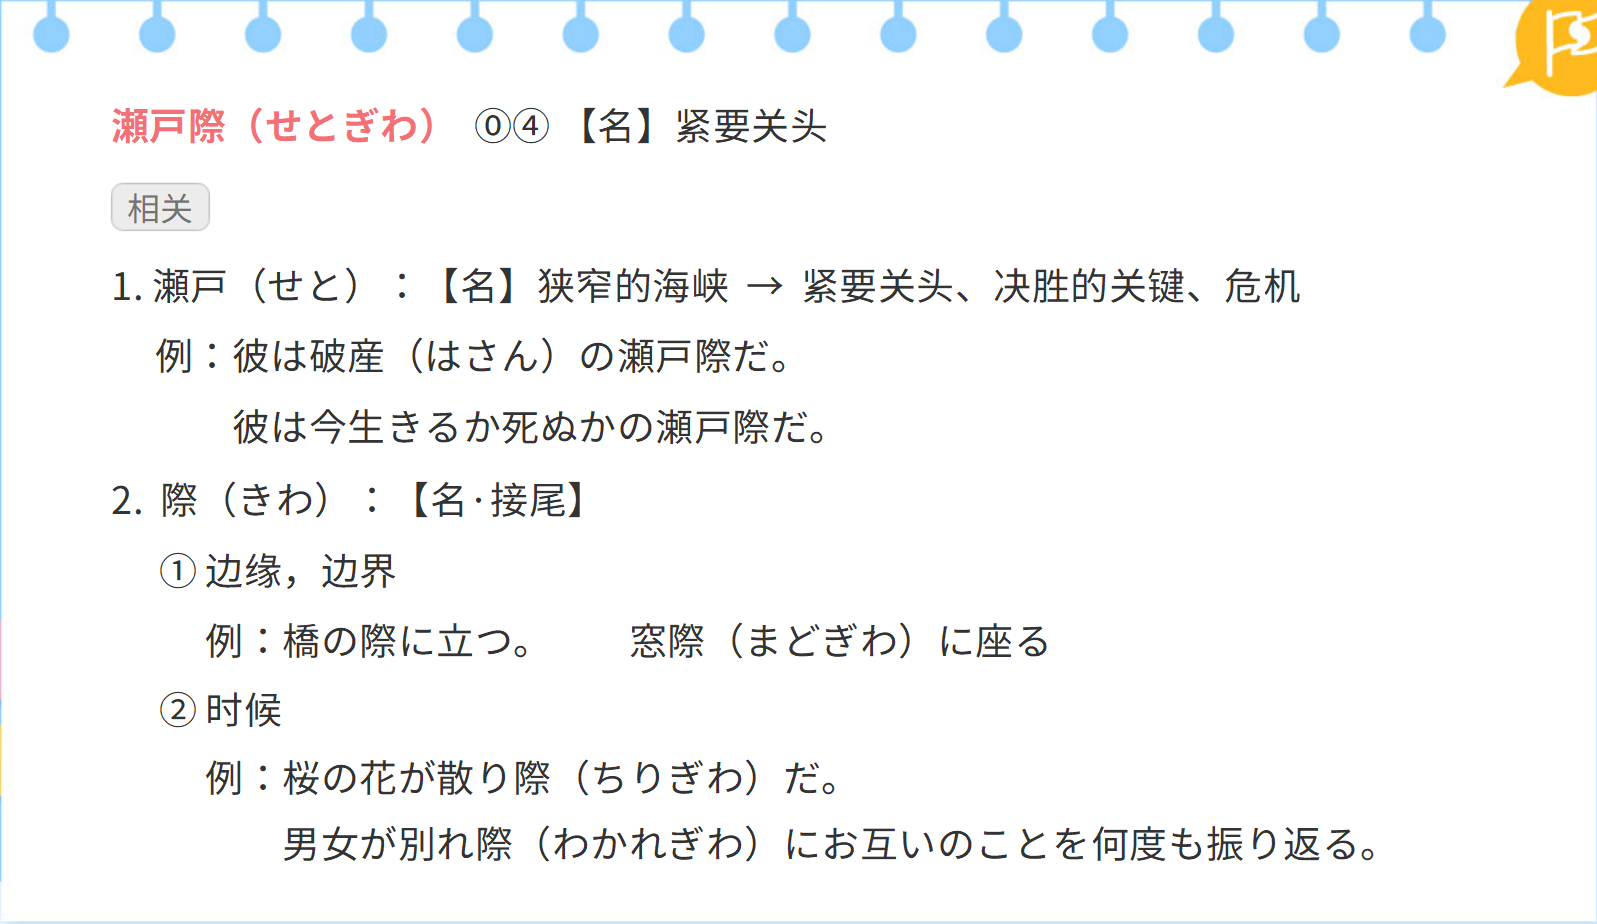 瀬戸際（せとぎわ） ⓪④ 【名】紧要关头
相关
1. 瀬戸（せと）：【名】狭窄的海峡 → 紧要关头、决胜的关键、危机
例：彼は破産（はさん）の瀬戸際だ。
彼は今生きるか死ぬかの瀬戸際だ。
2. 際（きわ）：【名·接尾】
① 边缘，边界
例：橋の際に立つ。 窓際（まどぎわ）に座る
② 时候
例：桜の花が散り際（ちりぎわ）だ。
男女が別れ際（わかれぎわ）にお互いのことを何度も振り返る。